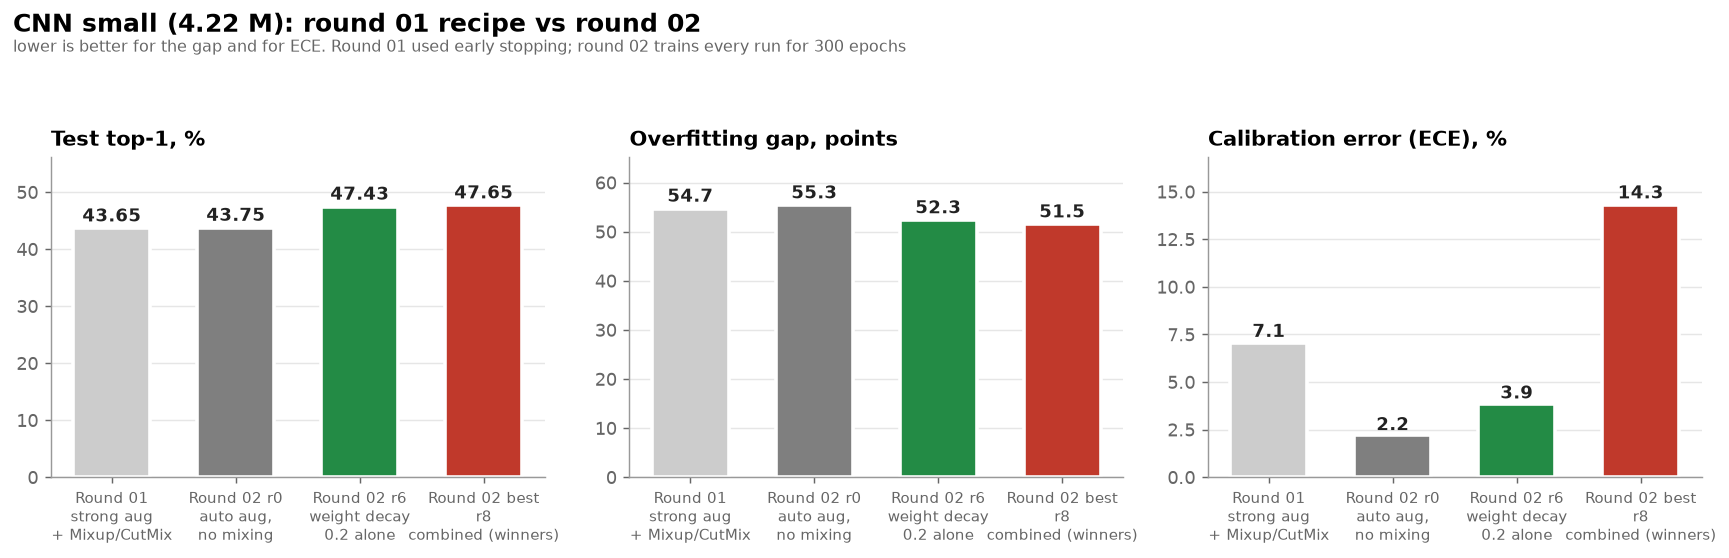 CNN small (4.22 M): round 01 recipe vs round 02
lower is better for the gap and for ECE. Round 01 used early stopping; round 02 trains every run for 300 epochs
Test top-1, %
50
40
30
20
10
0
43.65
43.75
47.43
47.65
Round 01
strong aug
+ Mixup/CutMix
Round 02 r0
auto aug,
no mixing
Round 02 r6
weight decay
0.2 alone
Round 02 best
r8
combined (winners)
Overfitting gap, points
60
50
40
30
20
10
0
54.7
55.3
52.3
51.5
Round 01
strong aug
+ Mixup/CutMix
Round 02 r0
auto aug,
no mixing
Round 02 r6
weight decay
0.2 alone
Round 02 best
r8
combined (winners)
Calibration error (ECE), %
15.0
12.5
10.0
7.5
5.0
2.5
0.0
7.1
2.2
3.9
14.3
Round 01
strong aug
+ Mixup/CutMix
Round 02 r0
auto aug,
no mixing
Round 02 r6
weight decay
0.2 alone
Round 02 best
r8
combined (winners)